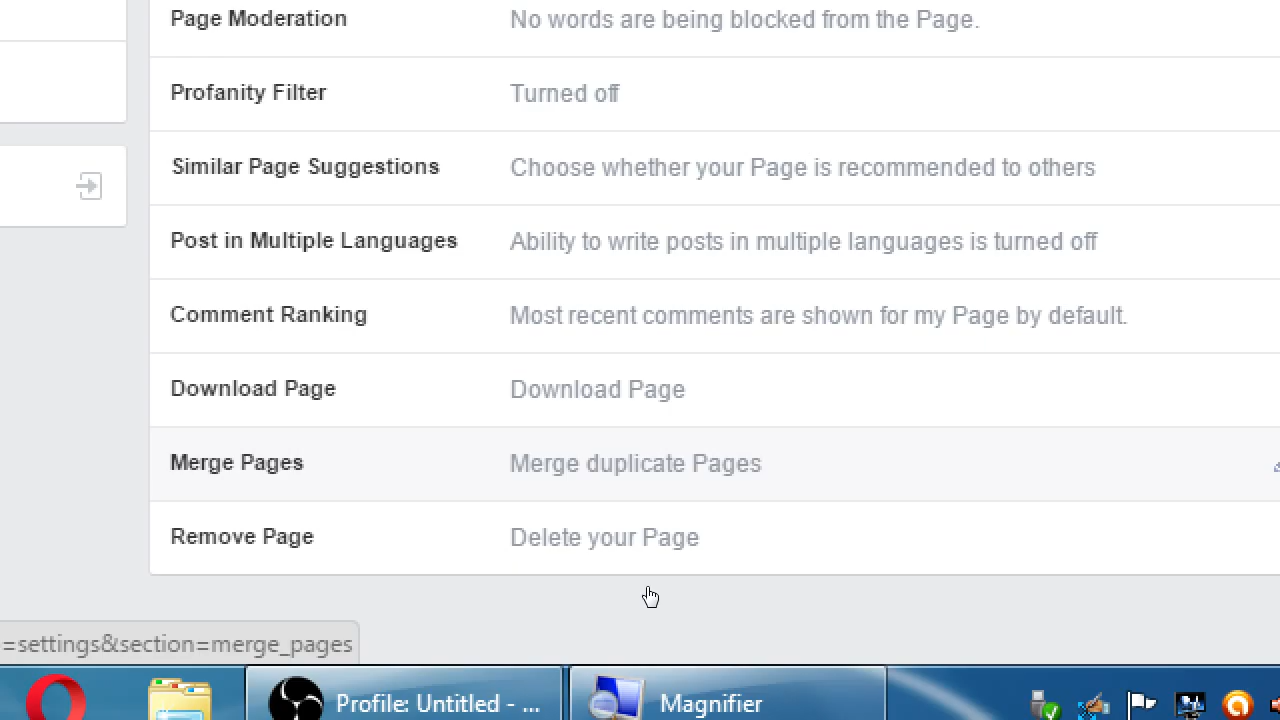 Page Moderation No words are being blocked from the Page.
Profanity Filter Turned off
Similar Page Suggestions Choose whether your Page is recommended to others
Post in Multiple Languages Ability to write posts in multiple languages is turned off
Comment Ranking Most recent comments are shown for my Page by default.
Download Page Download Page
Merge Pages Merge duplicate Pages
Remove Page Delete your Page
=settings&section=merge_pages
Profile: Untitled - ... Magnifier